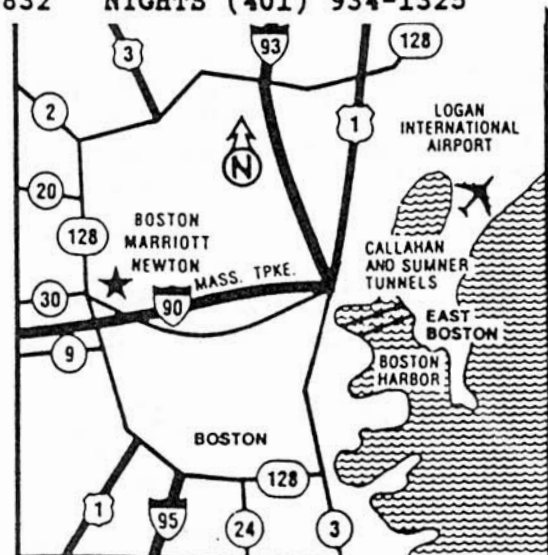 832 NIGHTS (401) 934-1325
3
93
128
2
1
LOGAN
INTERNATIONAL
AIRPORT
N
20
128
BOSTON
MARRIOTT
NEWTON
MASS. TPKE.
CALLAHAN
AND SUMNER
TUNNELS
30
90
EAST
BOSTON
9
BOSTON
HARBOR
BOSTON
128
1
95
24
3